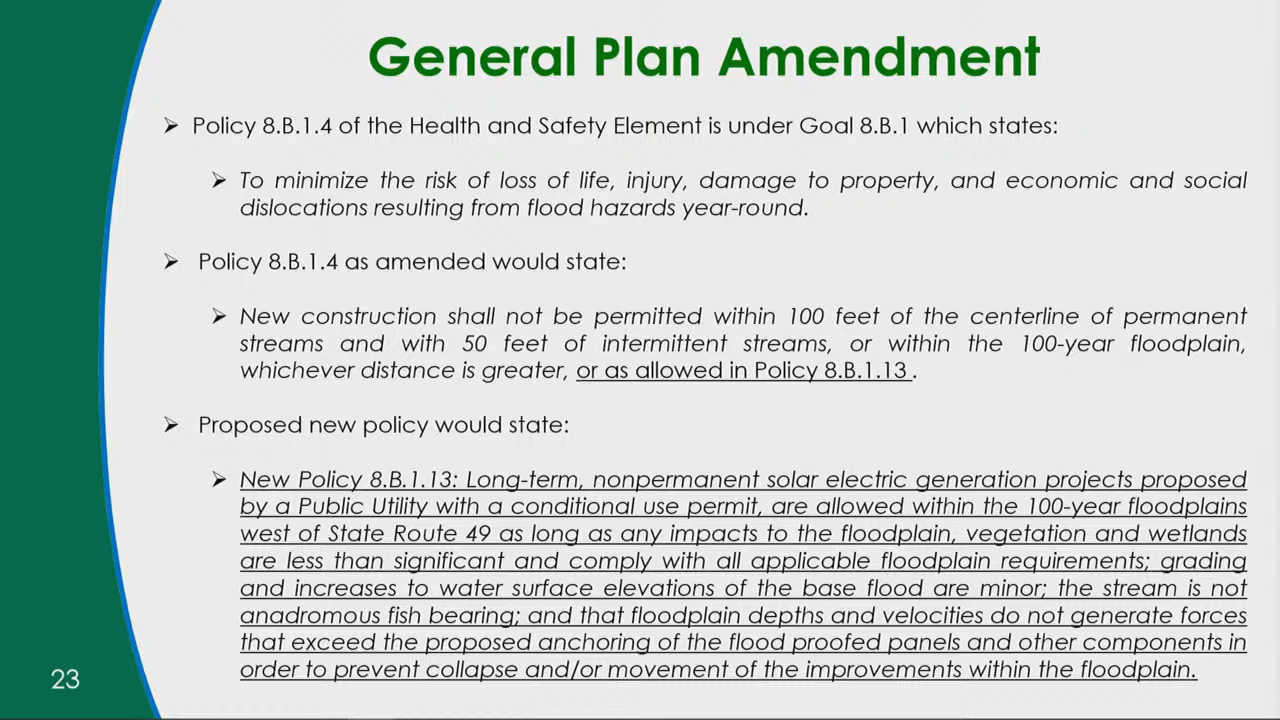 General Plan Amendment
➢ Policy 8.B.1.4 of the Health and Safety Element is under Goal 8.B.1 which states:
➢ To minimize the risk of loss of life, injury, damage to property, and economic and social
dislocations resulting from flood hazards year-round.
➢ Policy 8.B.1.4 as amended would state:
➢ New construction shall not be permitted within 100 feet of the centerline of permanent
streams and with 50 feet of intermittent streams, or within the 100-year floodplain,
whichever distance is greater, or as allowed in Policy 8.B.1.13 .
➢ Proposed new policy would state:
➢ New Policy 8.B.1.13: Long-term, nonpermanent solar electric generation projects proposed
by a Public Utility with a conditional use permit, are allowed within the 100-year floodplains
west of State Route 49 as long as any impacts to the floodplain, vegetation and wetlands
are less than significant and comply with all applicable floodplain requirements; grading
and increases to water surface elevations of the base flood are minor; the stream is not
anadromous fish bearing; and that floodplain depths and velocities do not generate forces
that exceed the proposed anchoring of the flood proofed panels and other components in
order to prevent collapse and/or movement of the improvements within the floodplain.
23